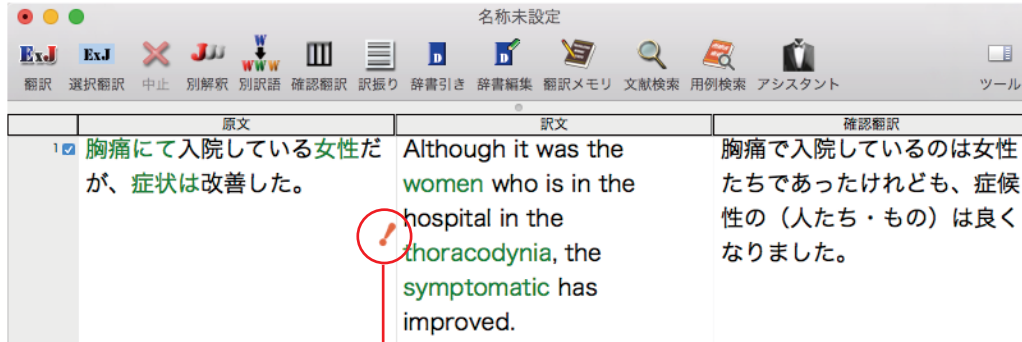 名称未設定
ExJ ExJ J W WWW D D
翻訳 選択翻訳 中止 別解釈 別訳語 確認翻訳 訳振り 辞書引き 辞書編集 翻訳メモリ 文献検索 用例検索 アシスタント ツール
原文 訳文 確認翻訳
1 胸痛にて入院している女性だ
が、症状は改善した。
Although it was the
women who is in the
hospital in the
thoracodynia, the
symptomatic has
improved.
胸痛で入院しているのは女性
たちであったけれども、症候
性の（人たち・もの）は良く
なりました。